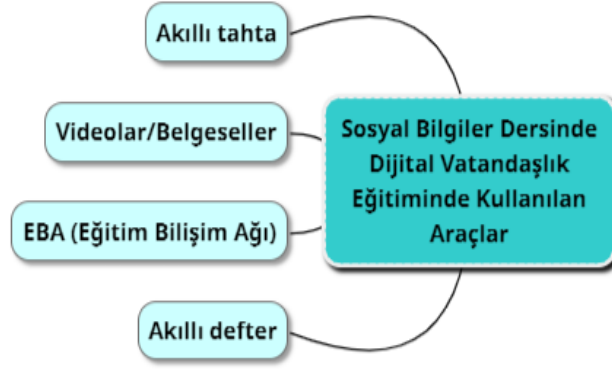 Akıllı tahta
Videolar/Belgeseller
EBA (Eğitim Bilişim Ağı)
Akıllı defter
Sosyal Bilgiler Dersinde
Dijital Vatandaşlık
Eğitiminde Kullanılan
Araçlar